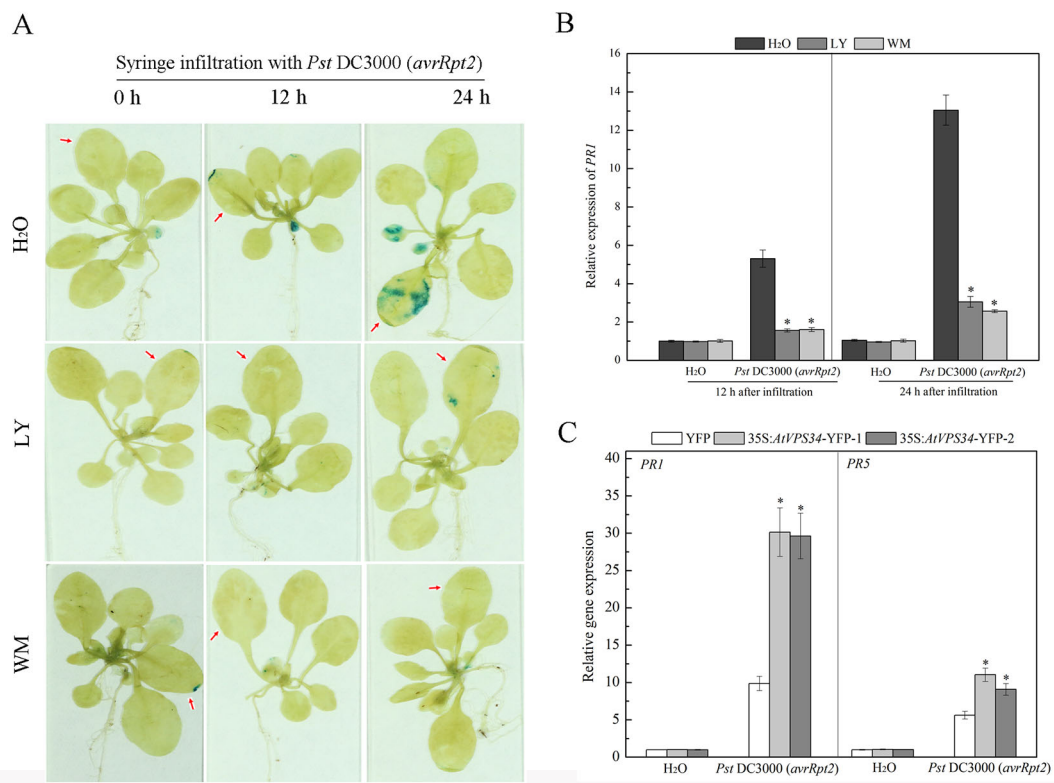 A
Syringe infiltration with Pst DC3000 (avrRpt2)
0 h 12 h 24 h
H2O
LY
WM
B
H2O LY WM
Relative expression of PR1
16
14
12
10
8
6
4
2
0
* * * *
H2O Pst DC3000 (avrRpt2) H2O Pst DC3000 (avrRpt2)
12 h after infiltration 24 h after infiltration
C
YFP 35S:AtVPS34-YFP-1 35S:AtVPS34-YFP-2
PR1 PR5
Relative gene expression
40
35
30
25
20
15
10
5
0
* * * *
H2O Pst DC3000 (avrRpt2) H2O Pst DC3000 (avrRpt2)